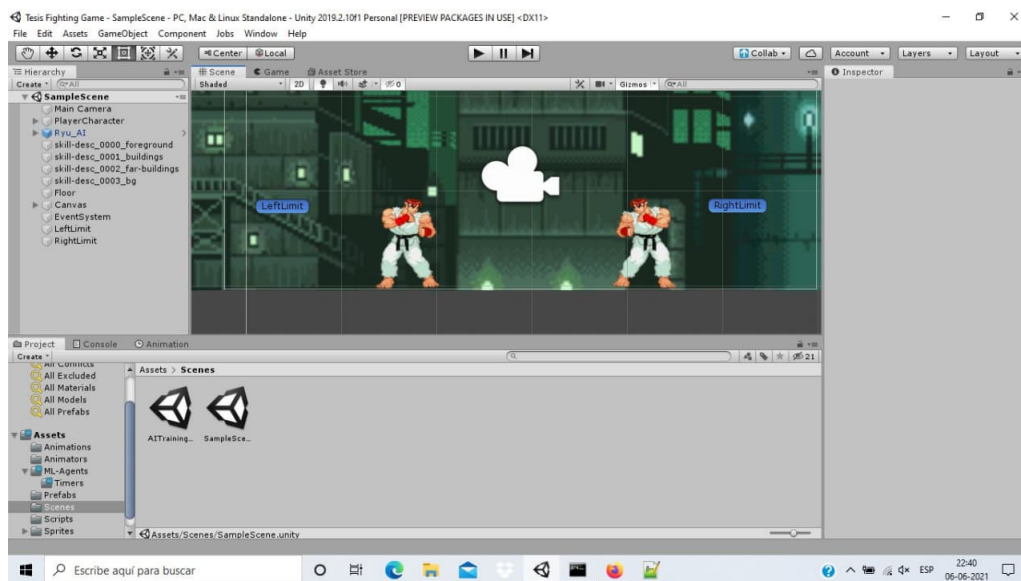 Tesis Fighting Game - SampleScene - PC, Mac & Linux Standalone - Unity 2019.2.10f1 Personal [PREVIEW PACKAGES IN USE] <DX11>
File Edit Assets GameObject Component Jobs Window Help
Center Local Collab Account Layers Layout
Hierarchy Scene Game Asset Store Inspector
Create All Shaded 2D 0 Gizmos All
SampleScene
Main Camera
PlayerCharacter
Ryu_AI
skill-desc_0000_foreground
skill-desc_0001_buildings
skill-desc_0002_far-buildings
skill-desc_0003_bg
Floor
Canvas
EventSystem
LeftLimit
RightLimit
LeftLimit RightLimit
Project Console Animation
Create 21
All Conflicts
All Excluded
All Materials
All Models
All Prefabs
Assets
Animations
Animators
ML-Agents
Timers
Prefabs
Scenes
Scripts
Sprites
Assets > Scenes
AITraining... SampleSce...
Assets/Scenes/SampleScene.unity
Escribe aquí para buscar ESP 22:40
06-06-2021